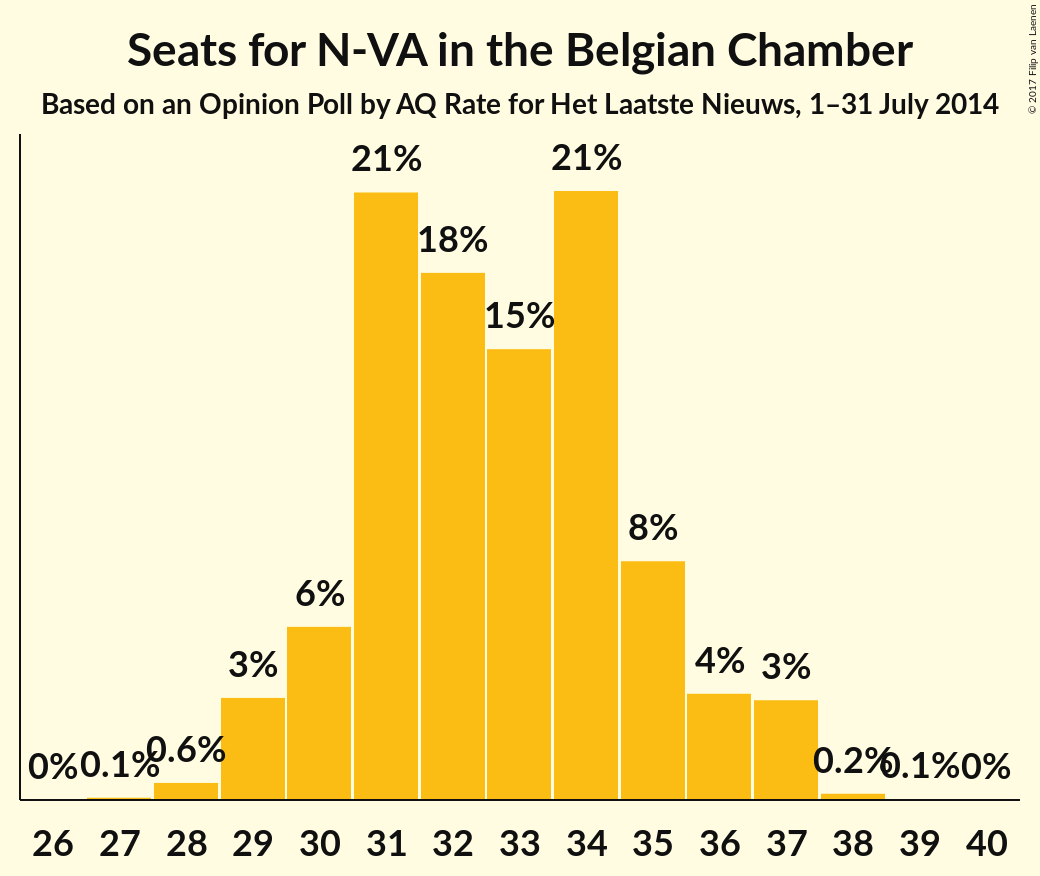 Seats for N-VA in the Belgian Chamber
Based on an Opinion Poll by AQ Rate for Het Laatste Nieuws, 1–31 July 2014
© 2017 Filip van Laenen
0% 0.1% 0.6% 3% 6% 21% 18% 15% 21% 8% 4% 3% 0.2% 0.1% 0%
26 27 28 29 30 31 32 33 34 35 36 37 38 39 40